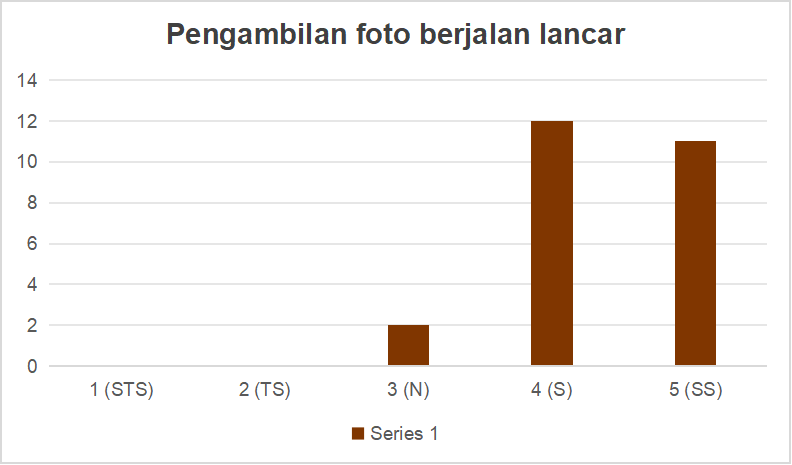 Pengambilan foto berjalan lancar
14
12
10
8
6
4
2
0
1 (STS) 2 (TS) 3 (N) 4 (S) 5 (SS)
Series 1